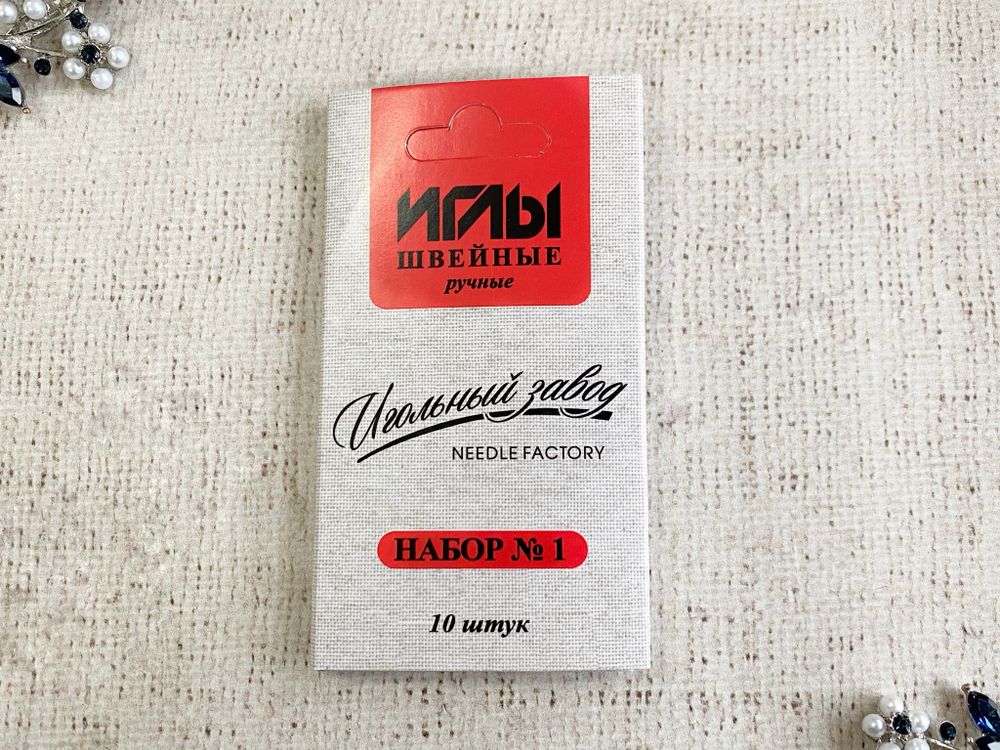 ИГЛЫ
ШВЕЙНЫЕ
ручные
Игольный завод
NEEDLE FACTORY
НАБОР № 1
10 штук